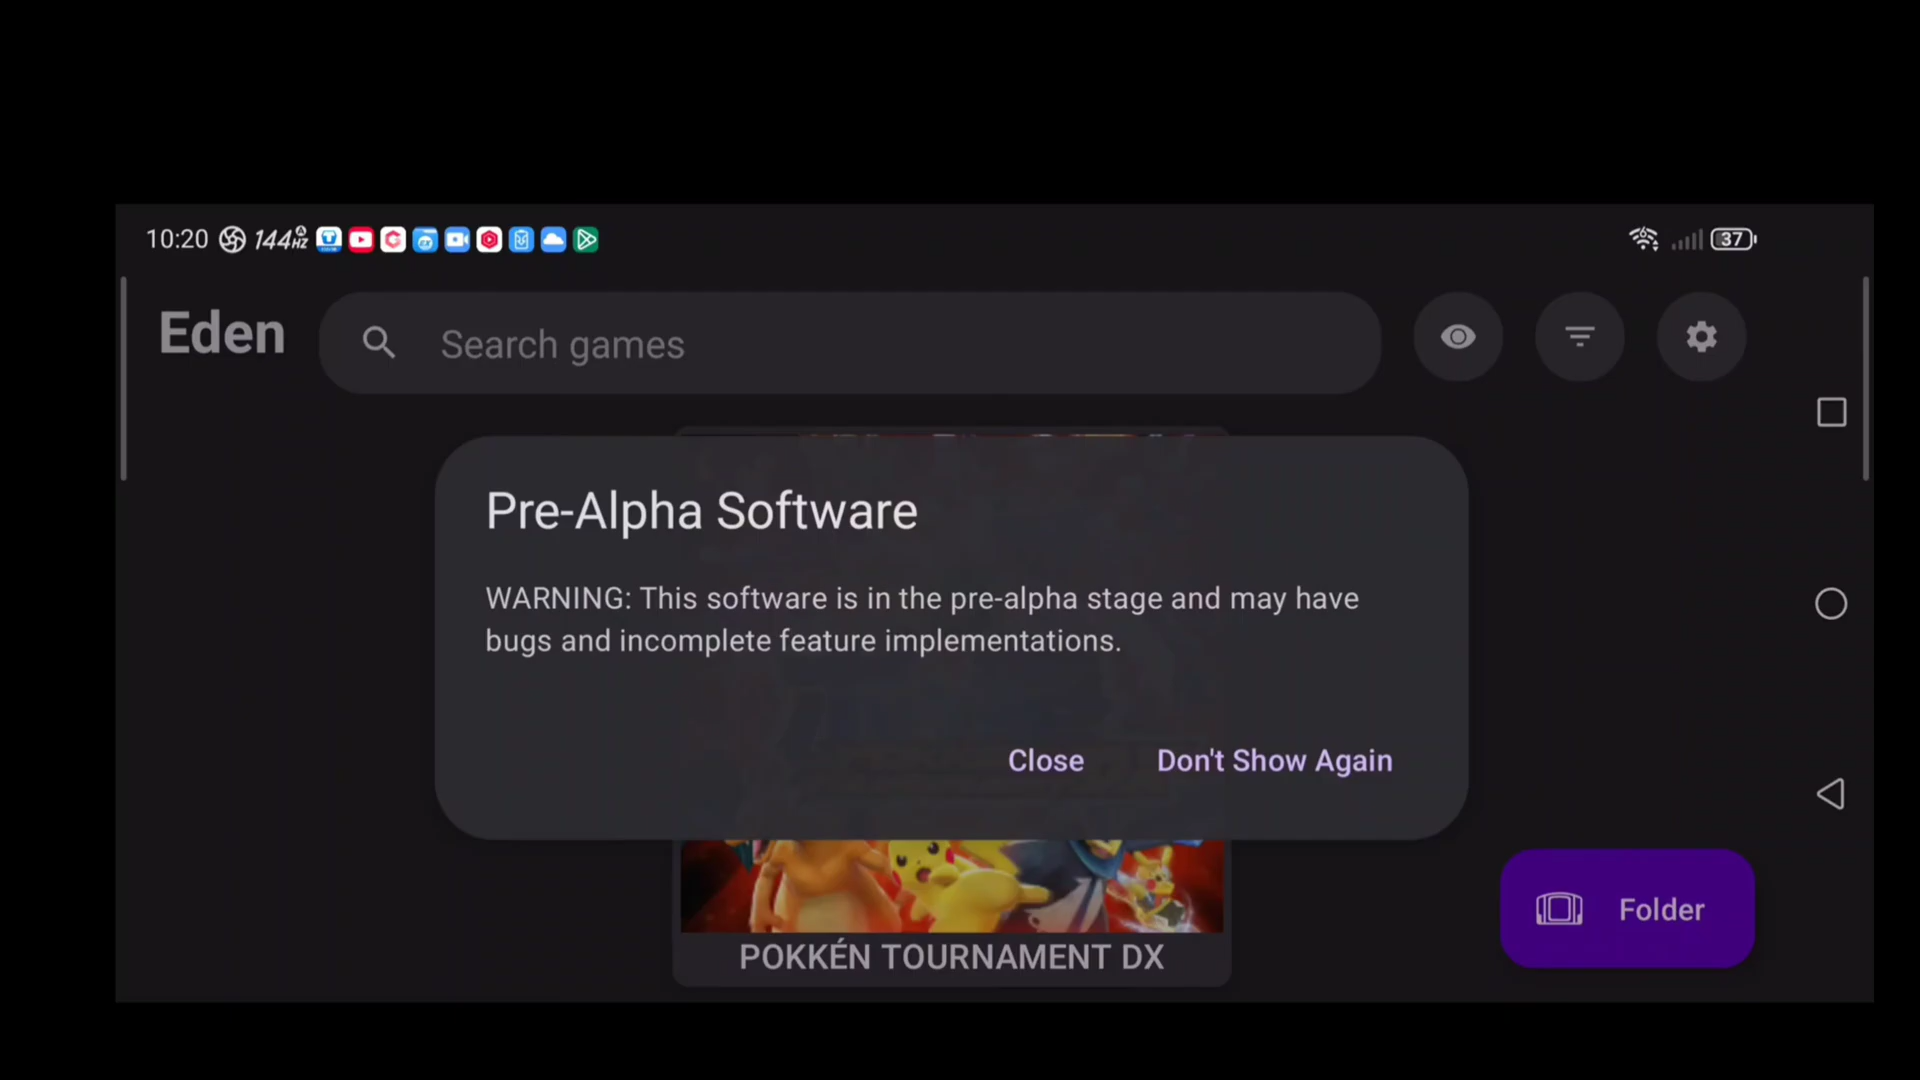 10:20 144HZ 37
Eden
Search games
Pre-Alpha Software
WARNING: This software is in the pre-alpha stage and may have
bugs and incomplete feature implementations.
Close Don't Show Again
Folder
POKKÉN TOURNAMENT DX